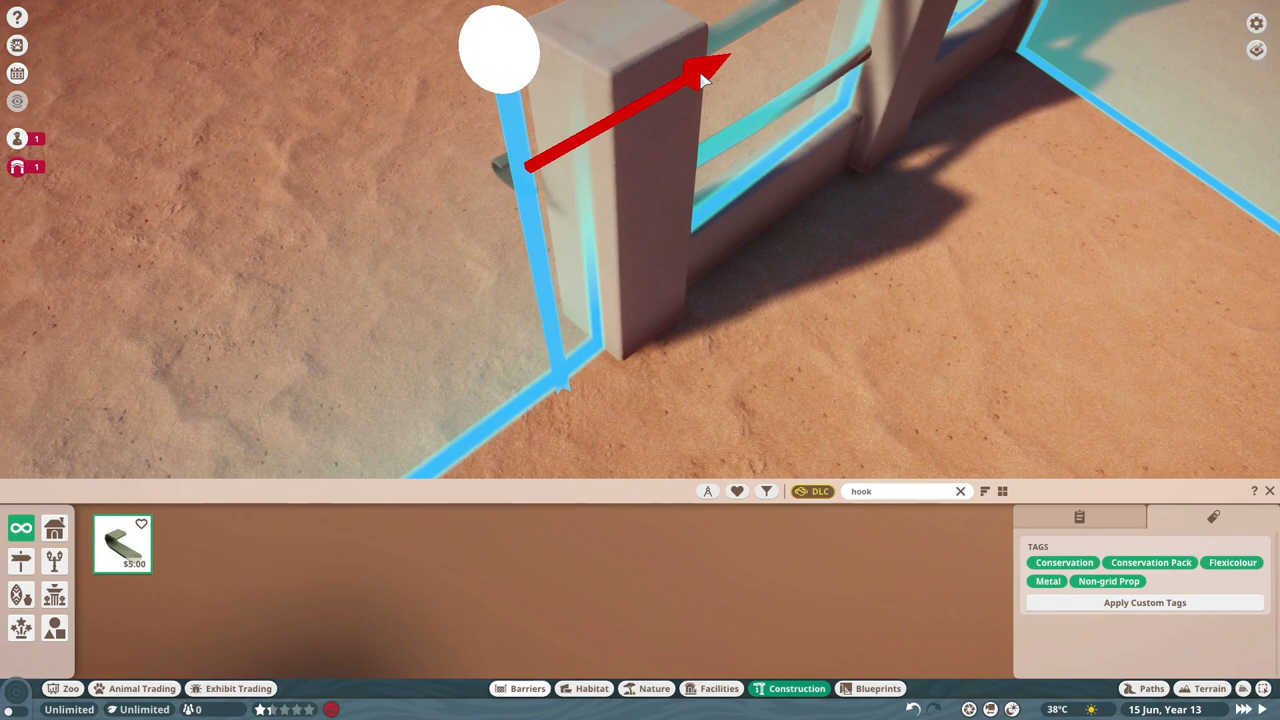 ?
1
1
DLC
hook
?
$5.00
TAGS
Conservation
Conservation Pack
Flexicolour
Metal
Non-grid Prop
Apply Custom Tags
Zoo
Animal Trading
Exhibit Trading
Barriers
Habitat
Nature
Facilities
Construction
Blueprints
Paths
Terrain
Unlimited
Unlimited
0
38°C
15 Jun, Year 13